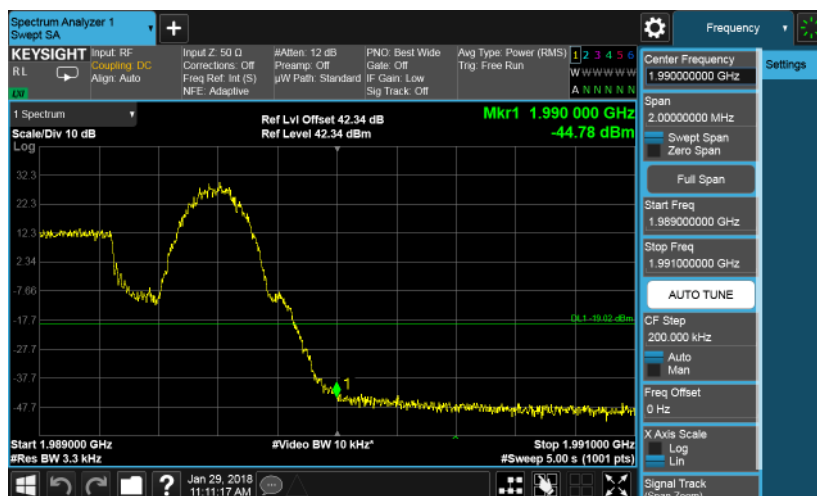 Spectrum Analyzer 1
Swept SA
Frequency
KEYSIGHT
RL
LXI
Input: RF
Coupling: DC
Align: Auto
Input Z: 50 Ω
Corrections: Off
Freq Ref: Int (S)
NFE: Adaptive
#Atten: 12 dB
Preamp: Off
µW Path: Standard
PNO: Best Wide
Gate: Off
IF Gain: Low
Sig Track: Off
Avg Type: Power (RMS)
Trig: Free Run
1 2 3 4 5 6
W W W W W W
A N N N N N
1 Spectrum
Scale/Div 10 dB
Log
Ref Lvl Offset 42.34 dB
Ref Level 42.34 dBm
Mkr1 1.990 000 GHz
-44.78 dBm
32.3
22.3
12.3
2.34
-7.66
-17.7
-27.7
-37.7
-47.7
DL1 -19.02 dBm
1
Start 1.989000 GHz
#Res BW 3.3 kHz
#Video BW 10 kHz*
Stop 1.991000 GHz
#Sweep 5.00 s (1001 pts)
Center Frequency
1.990000000 GHz
Settings
Span
2.00000000 MHz
Swept Span
Zero Span
Full Span
Start Freq
1.989000000 GHz
Stop Freq
1.991000000 GHz
AUTO TUNE
CF Step
200.000 kHz
Auto
Man
Freq Offset
0 Hz
X Axis Scale
Log
Lin
Signal Track
(Span Zoom)
?
Jan 29, 2018
11:11:17 AM